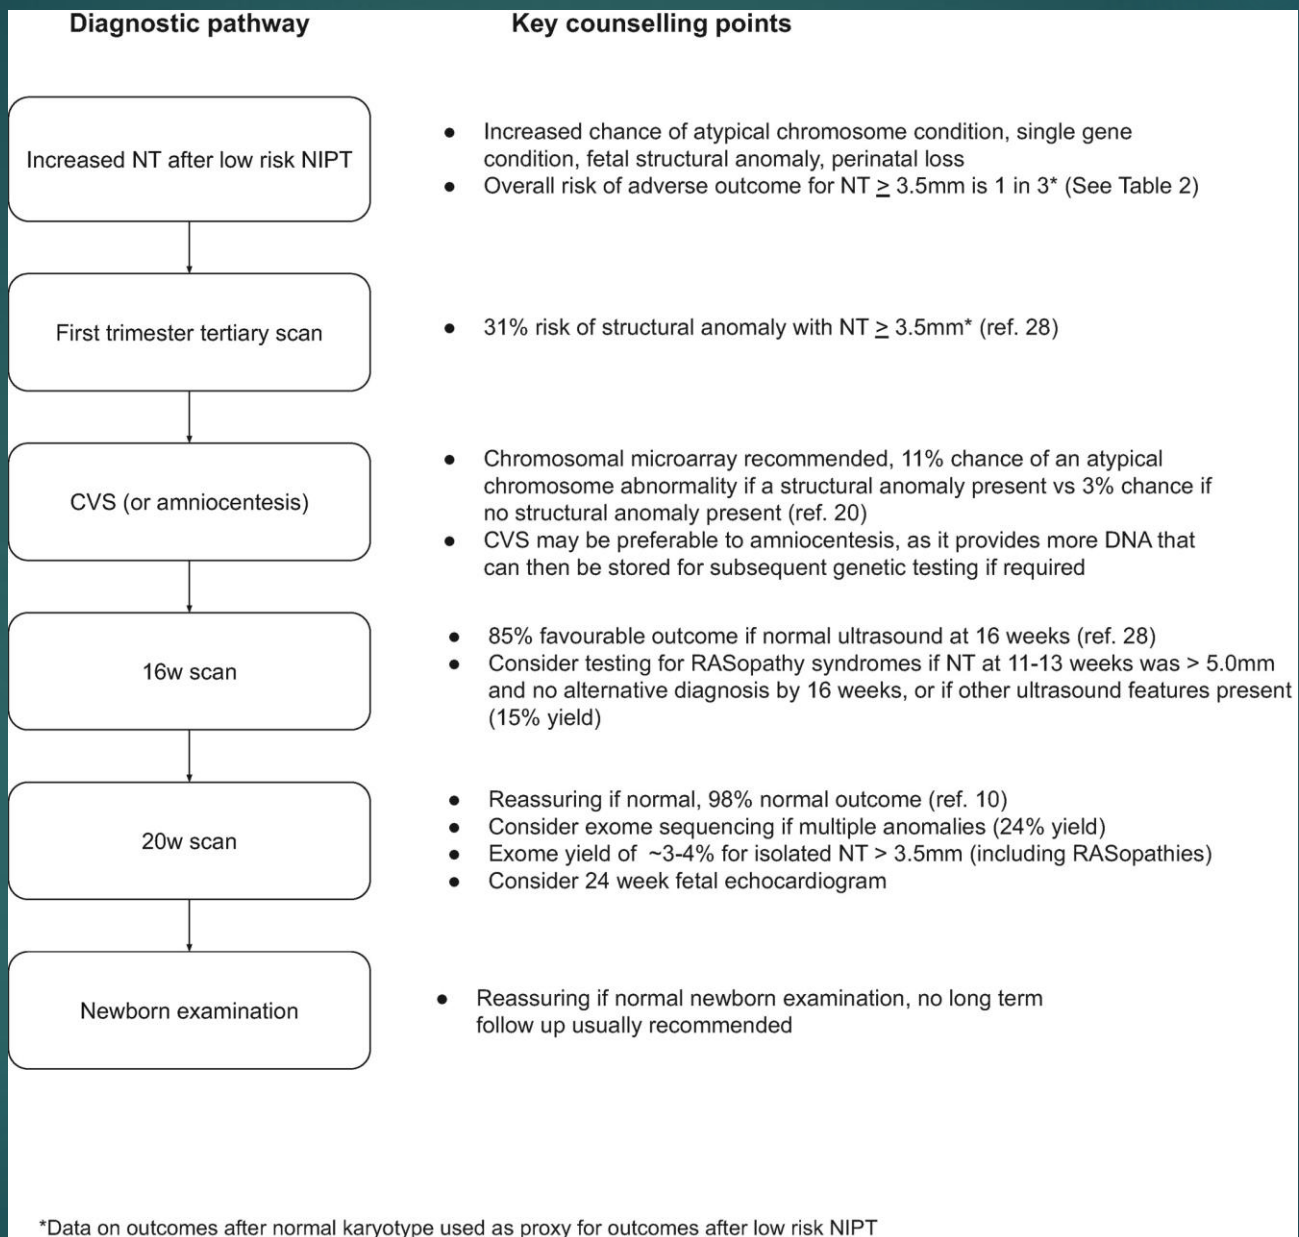 Diagnostic pathway
Key counselling points
Increased NT after low risk NIPT
● Increased chance of atypical chromosome condition, single gene
condition, fetal structural anomaly, perinatal loss
● Overall risk of adverse outcome for NT ≥ 3.5mm is 1 in 3* (See Table 2)
First trimester tertiary scan
● 31% risk of structural anomaly with NT ≥ 3.5mm* (ref. 28)
CVS (or amniocentesis)
● Chromosomal microarray recommended, 11% chance of an atypical
chromosome abnormality if a structural anomaly present vs 3% chance if
no structural anomaly present (ref. 20)
● CVS may be preferable to amniocentesis, as it provides more DNA that
can then be stored for subsequent genetic testing if required
16w scan
● 85% favourable outcome if normal ultrasound at 16 weeks (ref. 28)
● Consider testing for RASopathy syndromes if NT at 11-13 weeks was > 5.0mm
and no alternative diagnosis by 16 weeks, or if other ultrasound features present
(15% yield)
20w scan
● Reassuring if normal, 98% normal outcome (ref. 10)
● Consider exome sequencing if multiple anomalies (24% yield)
● Exome yield of ~3-4% for isolated NT > 3.5mm (including RASopathies)
● Consider 24 week fetal echocardiogram
Newborn examination
● Reassuring if normal newborn examination, no long term
follow up usually recommended
*Data on outcomes after normal karyotype used as proxy for outcomes after low risk NIPT